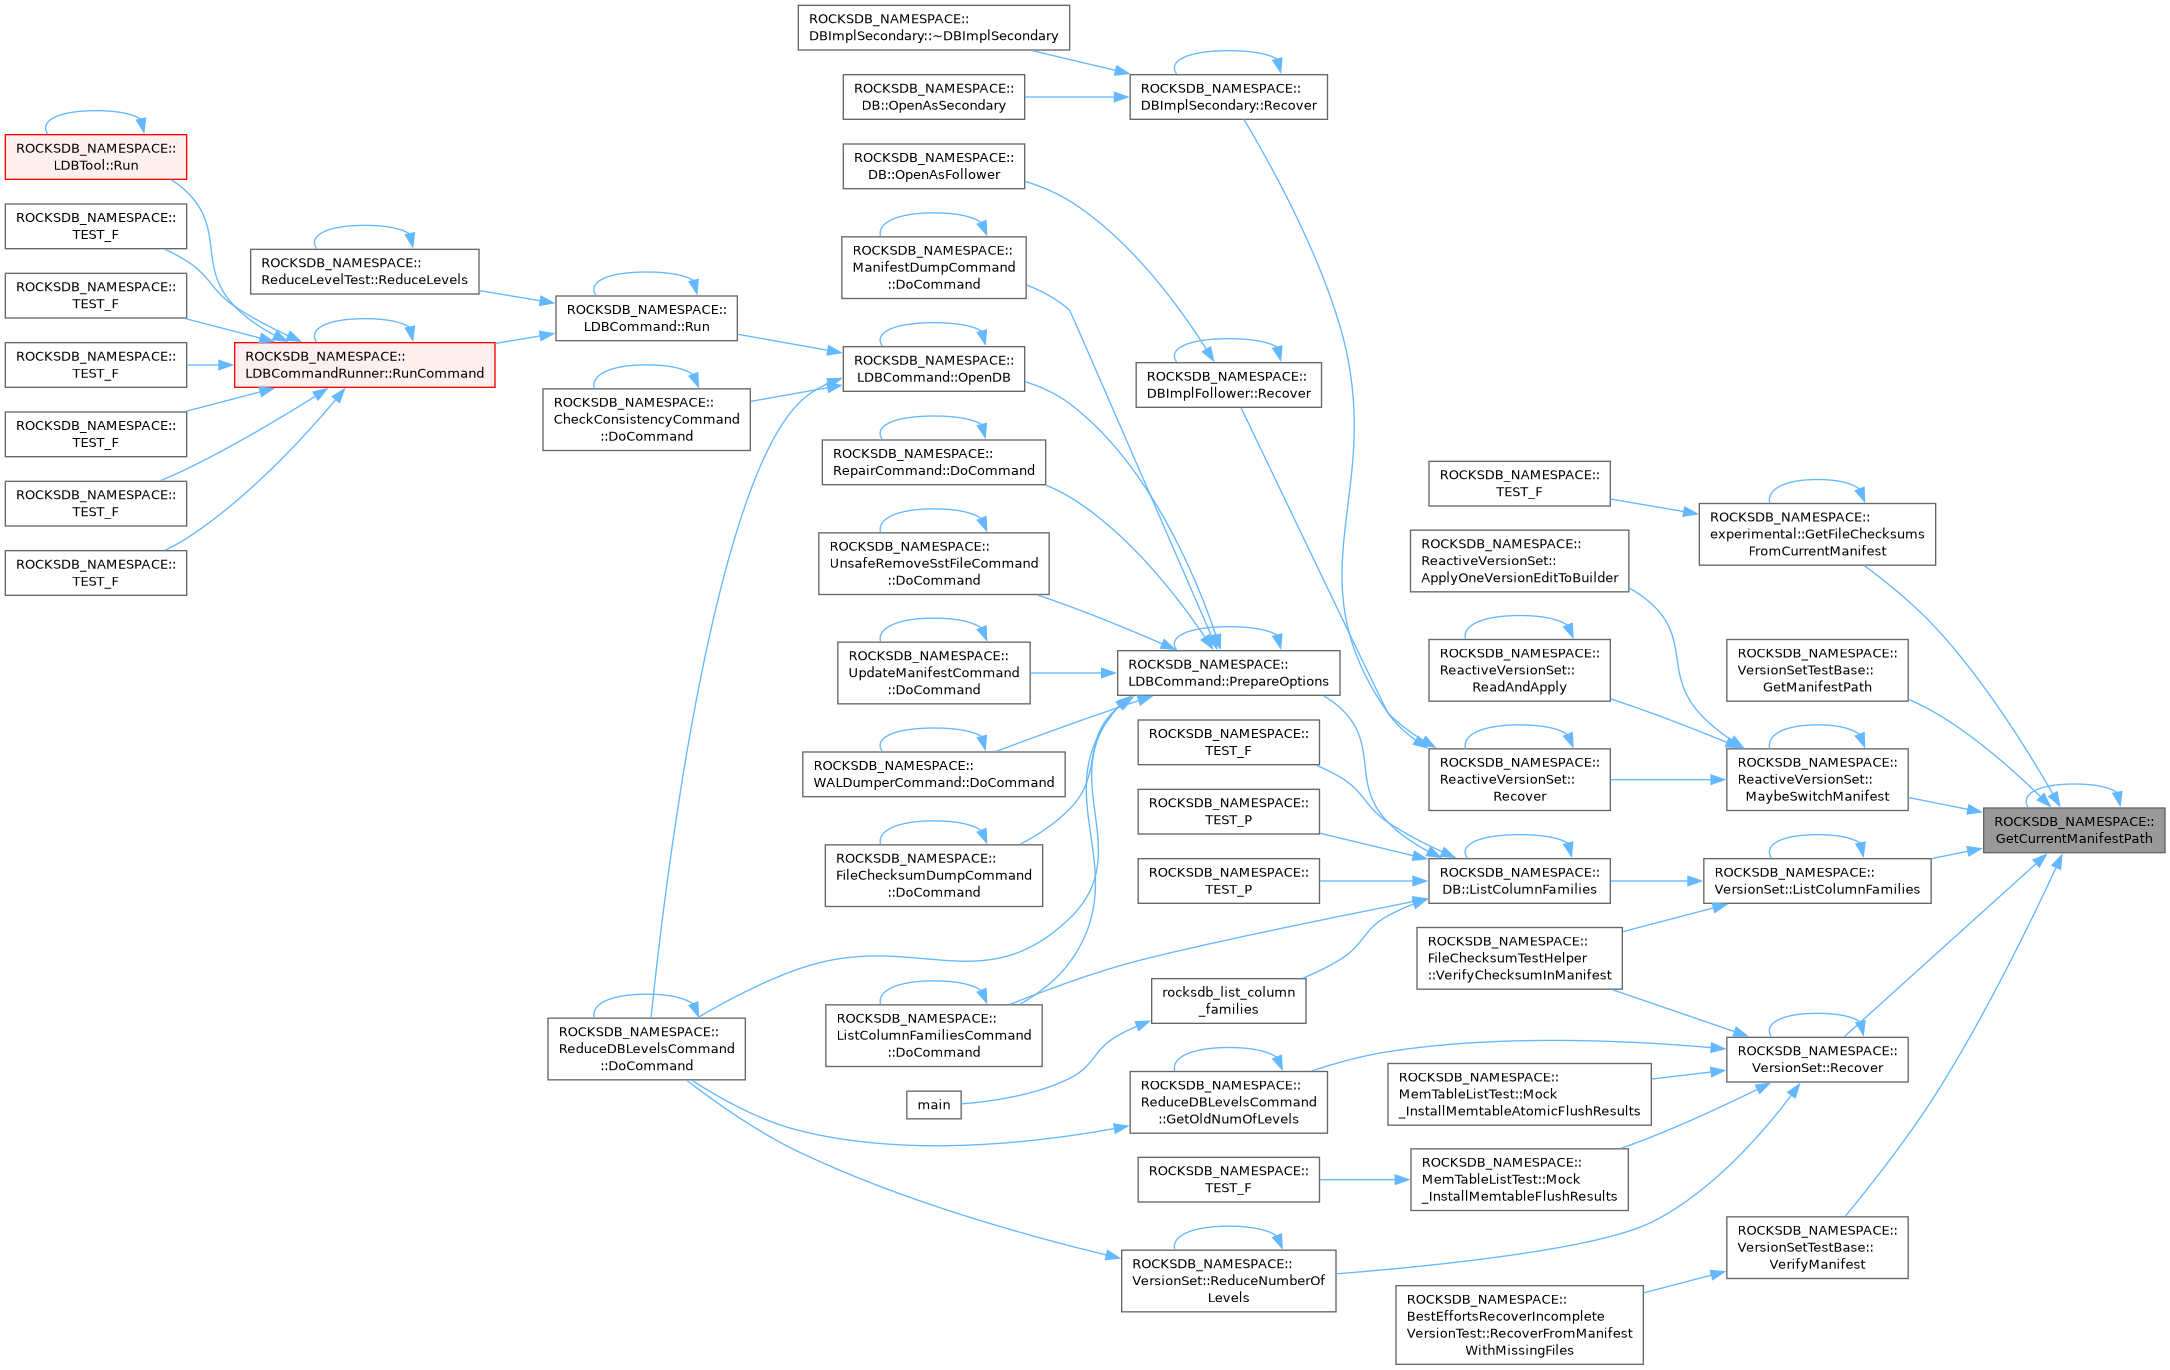 ROCKSDB_NAMESPACE::
DBImplSecondary::~DBImplSecondary
ROCKSDB_NAMESPACE::
DBImplSecondary::Recover
ROCKSDB_NAMESPACE::
DB::OpenAsSecondary
ROCKSDB_NAMESPACE::
LDBTool::Run
ROCKSDB_NAMESPACE::
DB::OpenAsFollower
ROCKSDB_NAMESPACE::
TEST_F
ROCKSDB_NAMESPACE::
ManifestDumpCommand
::DoCommand
ROCKSDB_NAMESPACE::
ReduceLevelTest::ReduceLevels
ROCKSDB_NAMESPACE::
TEST_F
ROCKSDB_NAMESPACE::
LDBCommand::Run
ROCKSDB_NAMESPACE::
TEST_F
ROCKSDB_NAMESPACE::
LDBCommandRunner::RunCommand
ROCKSDB_NAMESPACE::
LDBCommand::OpenDB
ROCKSDB_NAMESPACE::
DBImplFollower::Recover
ROCKSDB_NAMESPACE::
CheckConsistencyCommand
::DoCommand
ROCKSDB_NAMESPACE::
TEST_F
ROCKSDB_NAMESPACE::
RepairCommand::DoCommand
ROCKSDB_NAMESPACE::
TEST_F
ROCKSDB_NAMESPACE::
TEST_F
ROCKSDB_NAMESPACE::
experimental::GetFileChecksums
FromCurrentManifest
ROCKSDB_NAMESPACE::
TEST_F
ROCKSDB_NAMESPACE::
UnsafeRemoveSstFileCommand
::DoCommand
ROCKSDB_NAMESPACE::
ReactiveVersionSet::
ApplyOneVersionEditToBuilder
ROCKSDB_NAMESPACE::
UpdateManifestCommand
::DoCommand
ROCKSDB_NAMESPACE::
LDBCommand::PrepareOptions
ROCKSDB_NAMESPACE::
ReactiveVersionSet::
ReadAndApply
ROCKSDB_NAMESPACE::
VersionSetTestBase::
GetManifestPath
ROCKSDB_NAMESPACE::
TEST_F
ROCKSDB_NAMESPACE::
WALDumperCommand::DoCommand
ROCKSDB_NAMESPACE::
ReactiveVersionSet::
Recover
ROCKSDB_NAMESPACE::
ReactiveVersionSet::
MaybeSwitchManifest
ROCKSDB_NAMESPACE::
TEST_P
ROCKSDB_NAMESPACE::
GetCurrentManifestPath
ROCKSDB_NAMESPACE::
FileChecksumDumpCommand
::DoCommand
ROCKSDB_NAMESPACE::
TEST_P
ROCKSDB_NAMESPACE::
DB::ListColumnFamilies
ROCKSDB_NAMESPACE::
VersionSet::ListColumnFamilies
ROCKSDB_NAMESPACE::
FileChecksumTestHelper
::VerifyChecksumInManifest
rocksdb_list_column
_families
ROCKSDB_NAMESPACE::
ReduceDBLevelsCommand
::DoCommand
ROCKSDB_NAMESPACE::
ListColumnFamiliesCommand
::DoCommand
ROCKSDB_NAMESPACE::
VersionSet::Recover
main
ROCKSDB_NAMESPACE::
ReduceDBLevelsCommand
::GetOldNumOfLevels
ROCKSDB_NAMESPACE::
MemTableListTest::Mock
_InstallMemtableAtomicFlushResults
ROCKSDB_NAMESPACE::
TEST_F
ROCKSDB_NAMESPACE::
MemTableListTest::Mock
_InstallMemtableFlushResults
ROCKSDB_NAMESPACE::
VersionSet::ReduceNumberOf
Levels
ROCKSDB_NAMESPACE::
VersionSetTestBase::
VerifyManifest
ROCKSDB_NAMESPACE::
BestEffortsRecoverIncomplete
VersionTest::RecoverFromManifest
WithMissingFiles